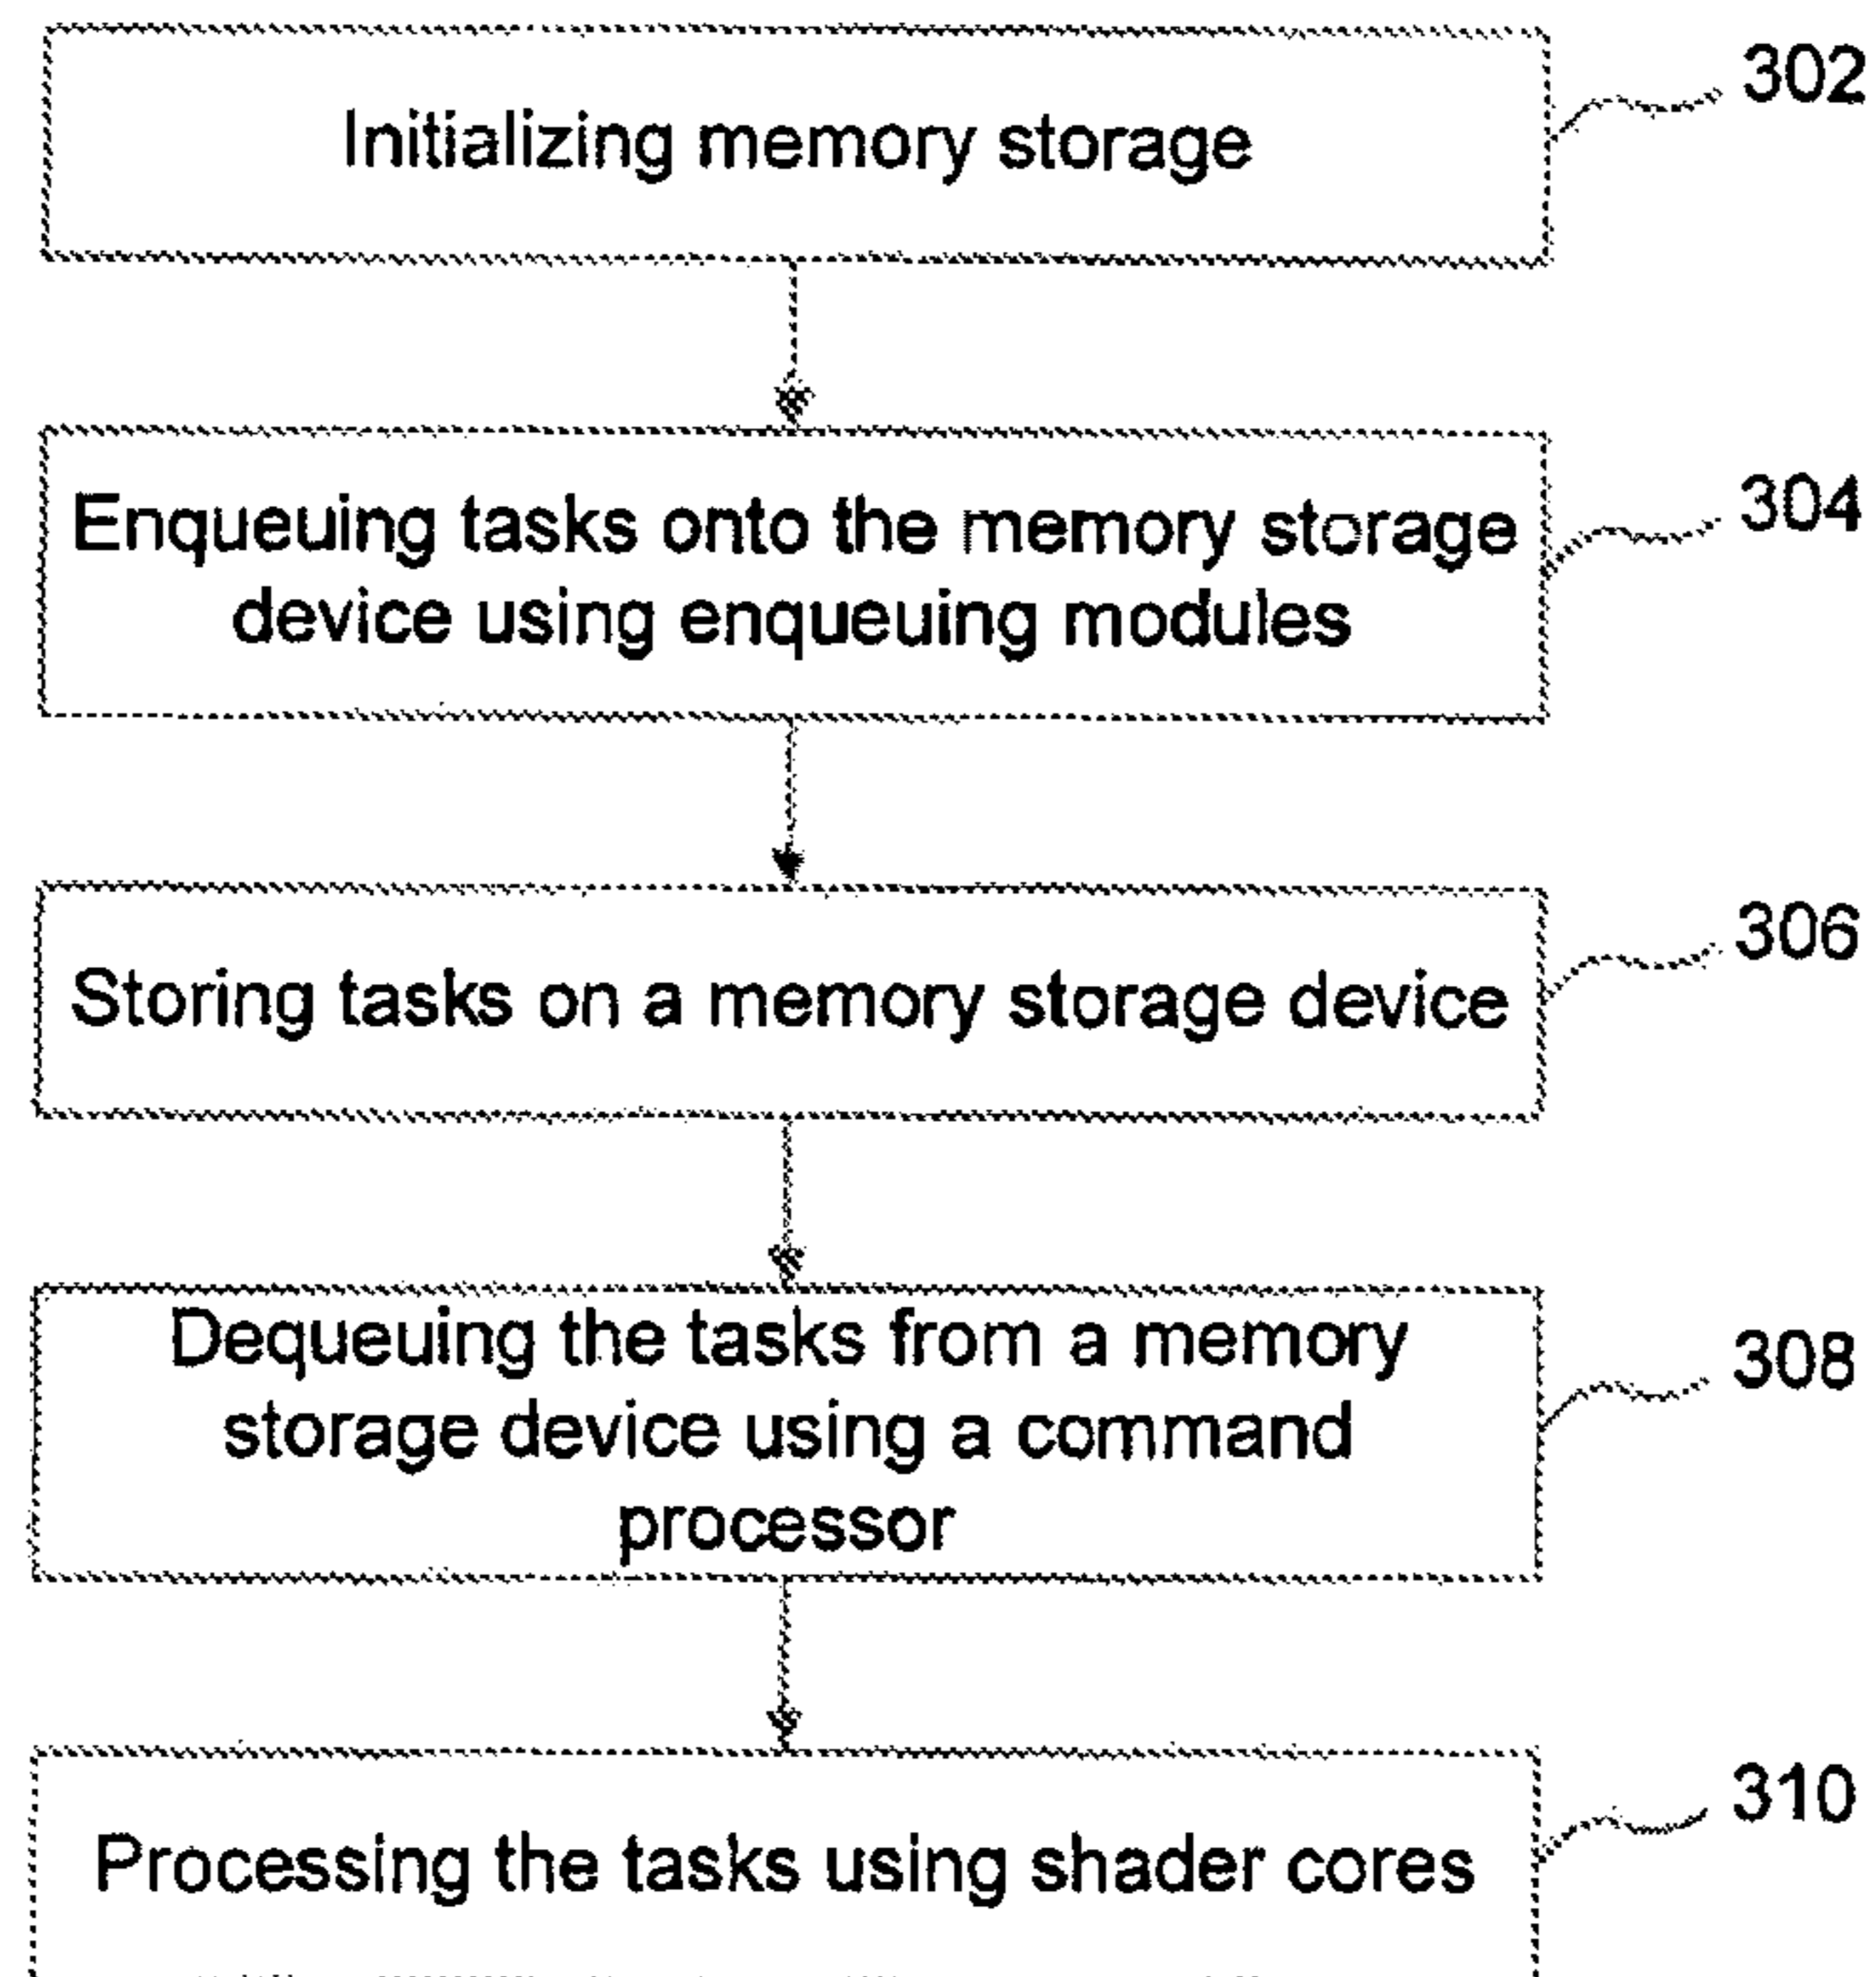 Initializing memory storage
302
Enqueuing tasks onto the memory storage
device using enqueuing modules
304
Storing tasks on a memory storage device
306
Dequeuing the tasks from a memory
storage device using a command
processor
308
Processing the tasks using shader cores
310